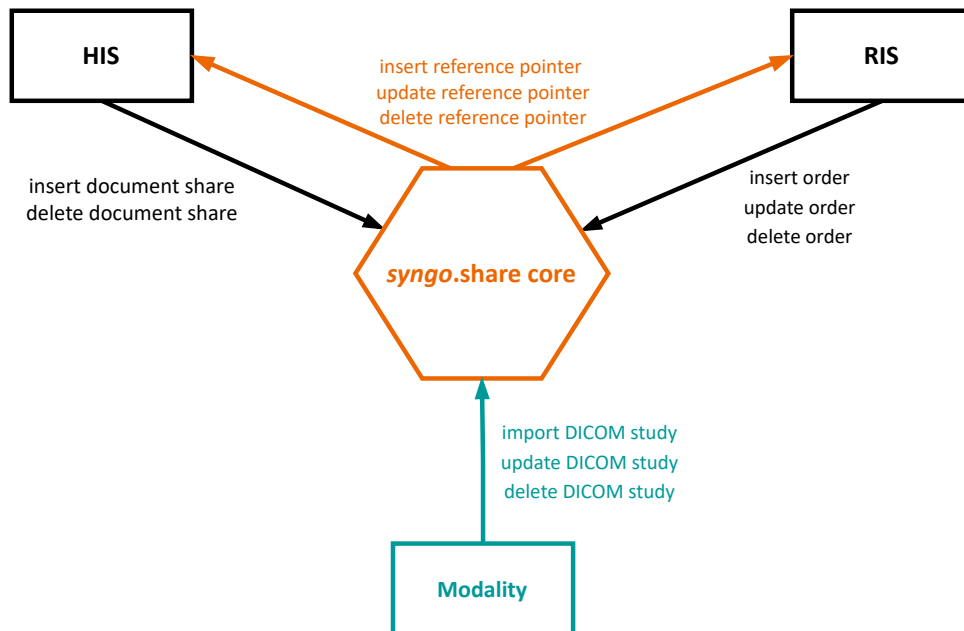 HIS
RIS
insert reference pointer
update reference pointer
delete reference pointer
insert document share
delete document share
insert order
update order
delete order
syngo.share core
import DICOM study
update DICOM study
delete DICOM study
Modality